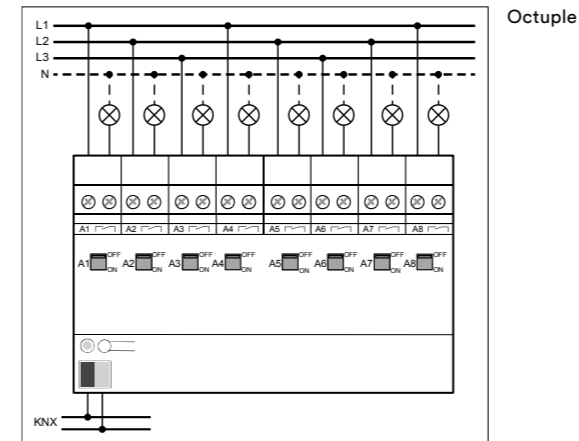 L1 Octuple
L2
L3
N
A1 A2 A3 A4 A5 A6 A7 A8
OFF OFF OFF OFF OFF OFF OFF OFF
A1 A2 A3 A4 A5 A6 A7 A8
ON ON ON ON ON ON ON ON
KNX